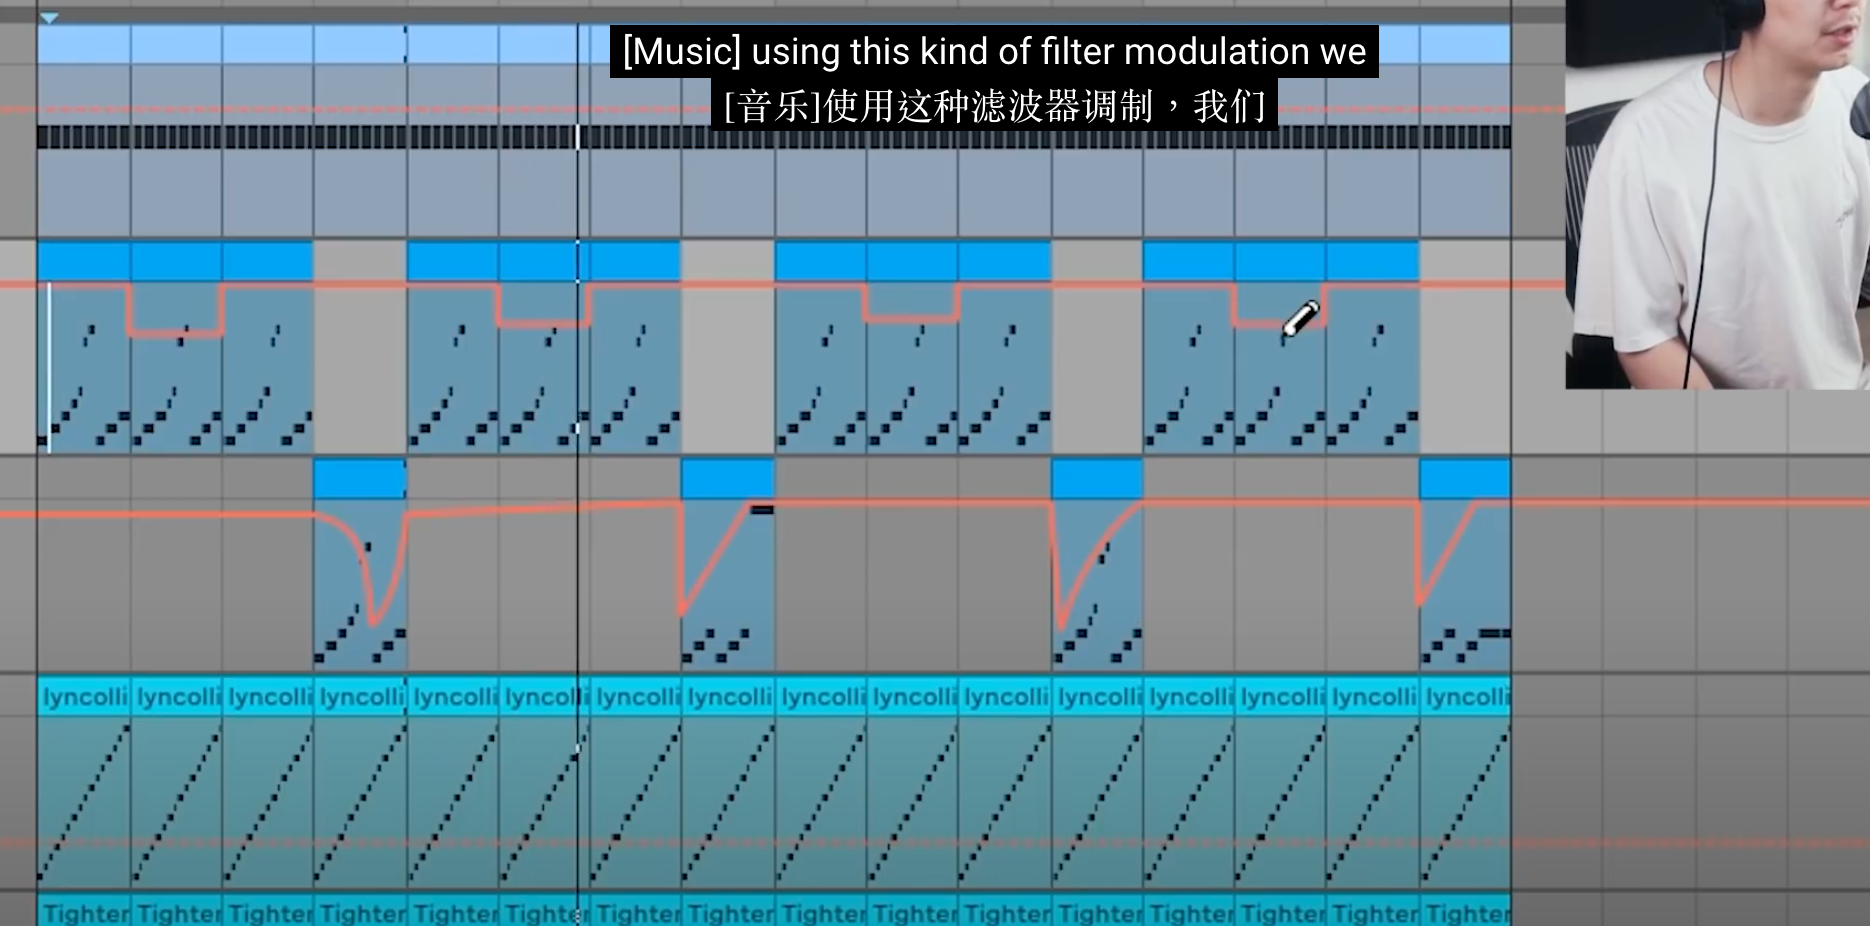 [Music] using this kind of filter modulation we
[音乐]使用这种滤波器调制，我们
lyncolli lyncolli lyncolli lyncolli lyncolli lyncoll lyncolli lyncolli lyncolli lyncolli lyncolli lyncolli lyncolli lyncolli lyncolli lyncolli
Tighter Tighter Tighter Tighter Tighter Tighter Tighter Tighter Tighter Tighter Tighter Tighter Tighter Tighter Tighter Tighter